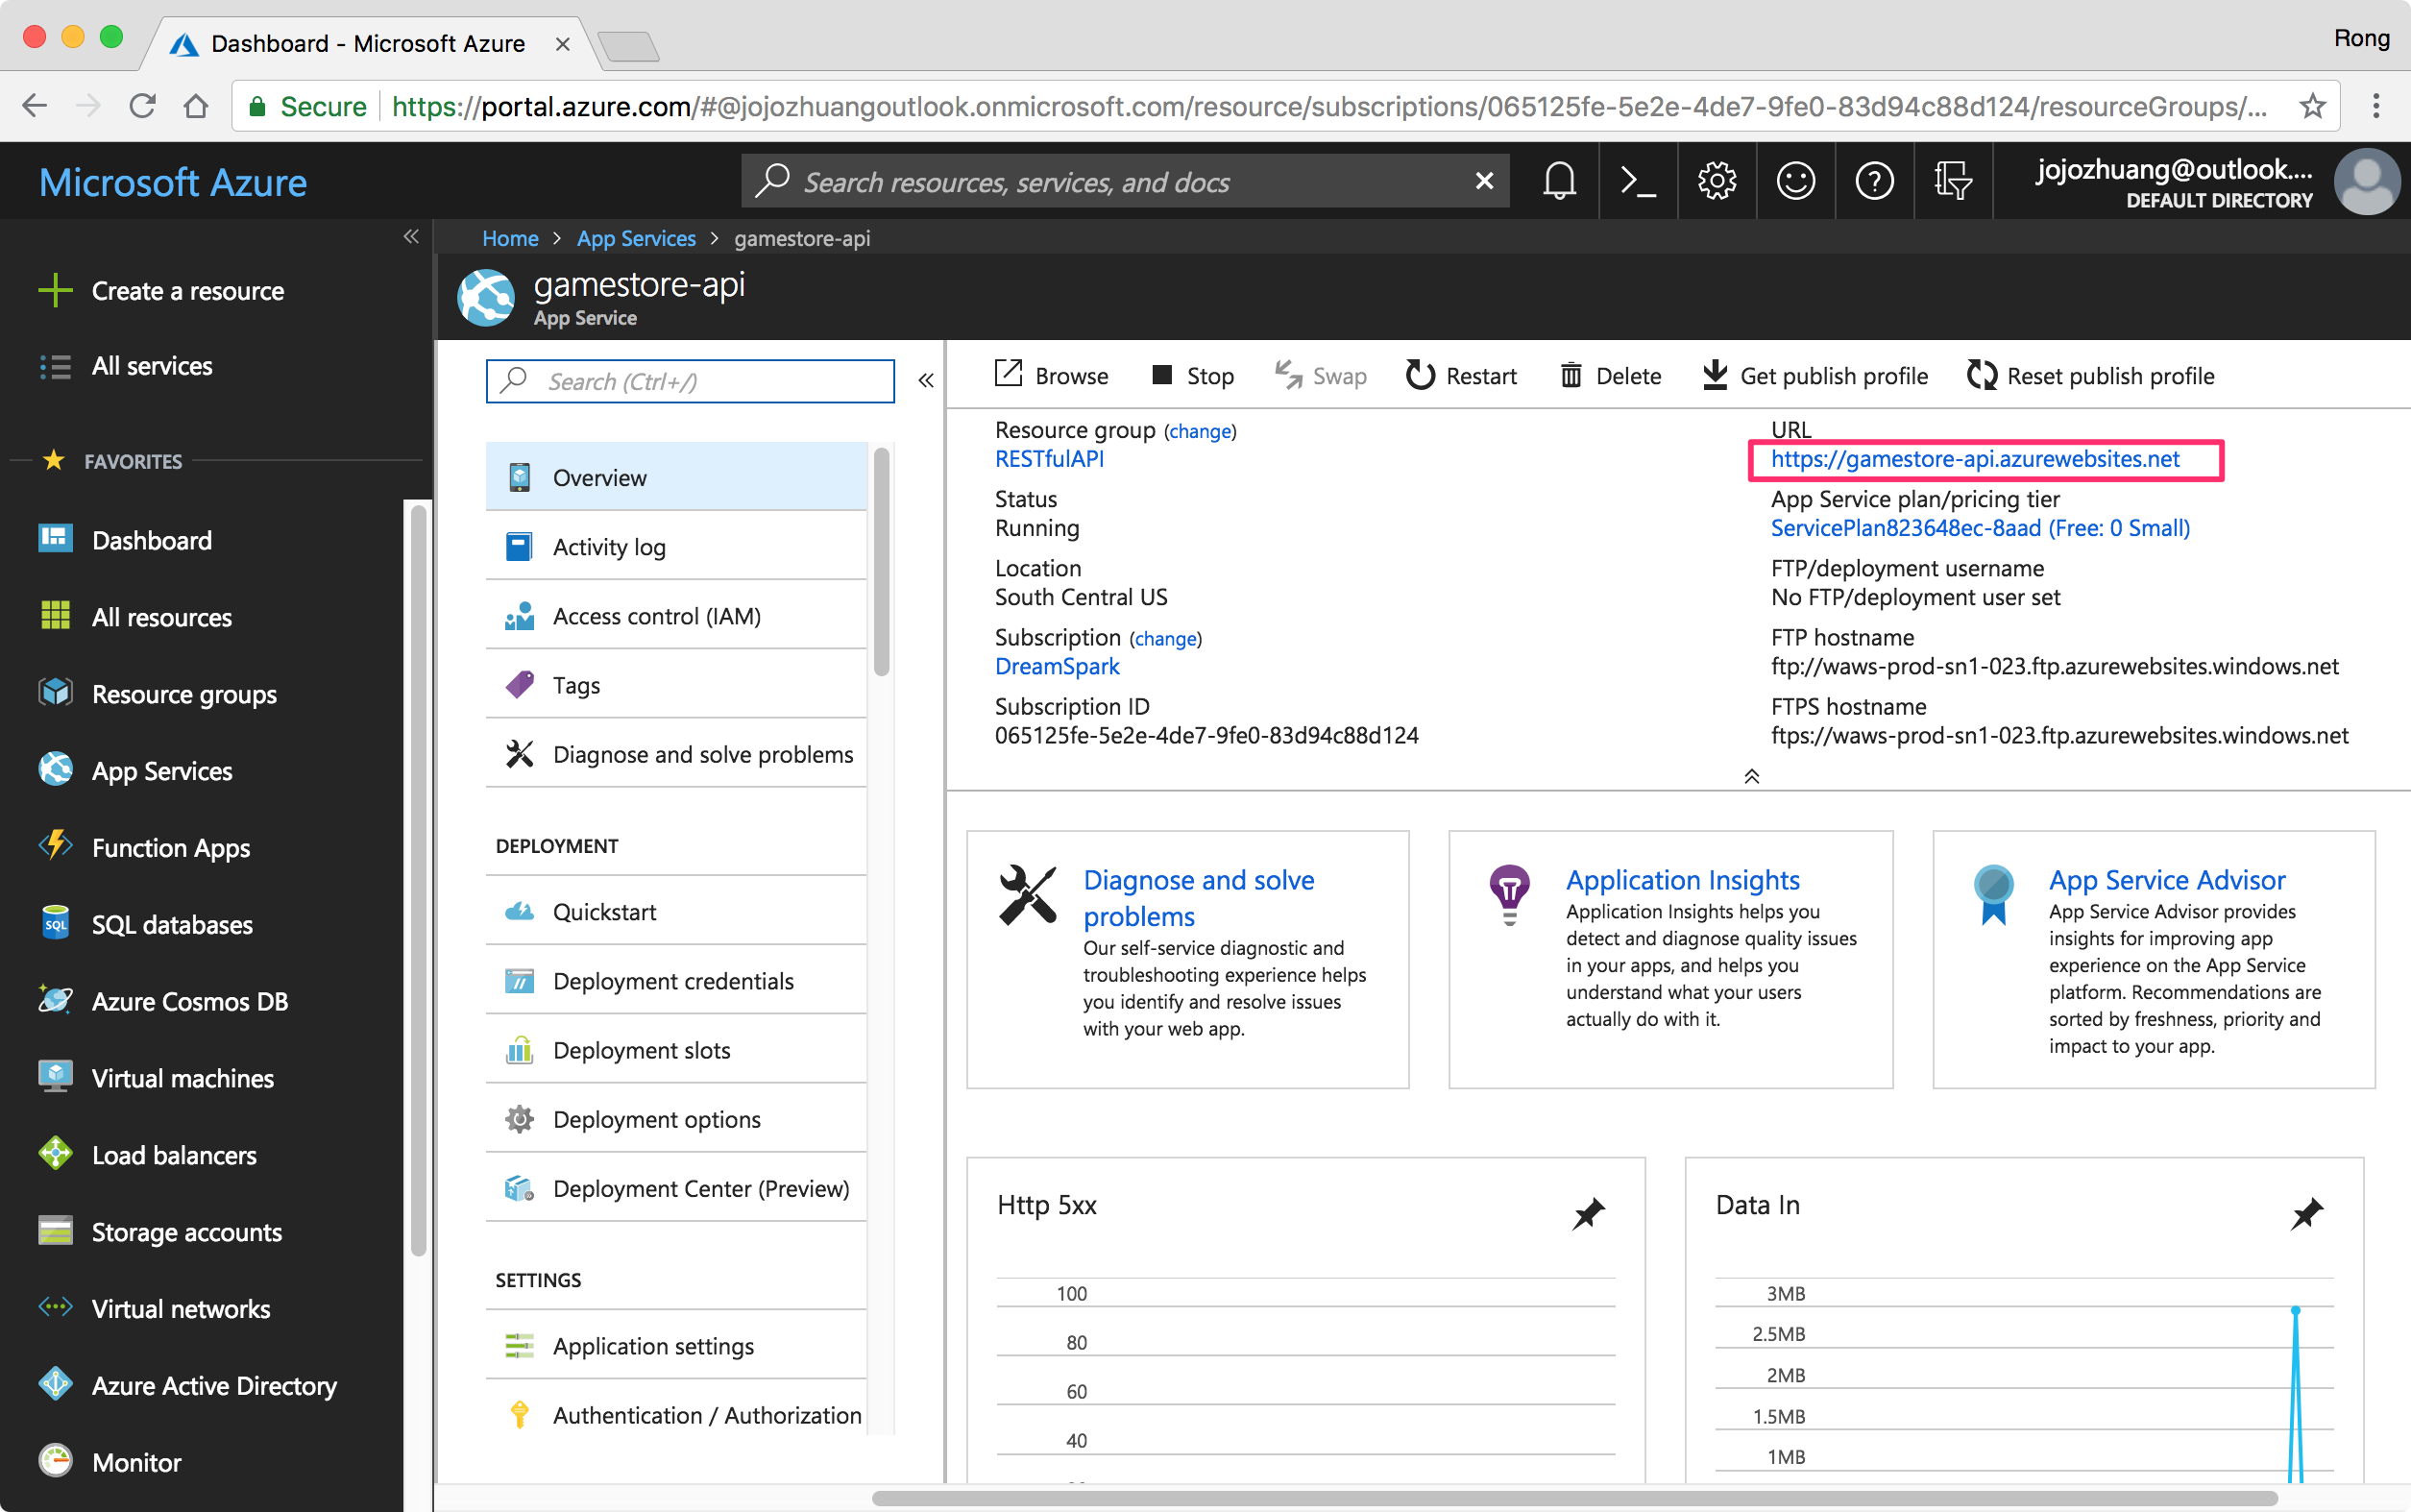 Dashboard - Microsoft Azure
Rong
Secure
https://portal.azure.com/#@jojozhuangoutlook.onmicrosoft.com/resource/subscriptions/065125fe-5e2e-4de7-9fe0-83d94c88d124/resourceGroups/...
Microsoft Azure
Search resources, services, and docs
jojozhuang@outlook....
DEFAULT DIRECTORY
Home > App Services > gamestore-api
gamestore-api
App Service
Create a resource
All services
FAVORITES
Dashboard
All resources
Resource groups
App Services
Function Apps
SQL databases
Azure Cosmos DB
Virtual machines
Load balancers
Storage accounts
Virtual networks
Azure Active Directory
Monitor
Search (Ctrl+/)
Overview
Activity log
Access control (IAM)
Tags
Diagnose and solve problems
DEPLOYMENT
Quickstart
Deployment credentials
Deployment slots
Deployment options
Deployment Center (Preview)
SETTINGS
Application settings
Authentication / Authorization
Browse
Stop
Swap
Restart
Delete
Get publish profile
Reset publish profile
Resource group (change)
RESTfulAPI
Status
Running
Location
South Central US
Subscription (change)
DreamSpark
Subscription ID
065125fe-5e2e-4de7-9fe0-83d94c88d124
URL
https://gamestore-api.azurewebsites.net
App Service plan/pricing tier
ServicePlan823648ec-8aad (Free: 0 Small)
FTP/deployment username
No FTP/deployment user set
FTP hostname
ftp://waws-prod-sn1-023.ftp.azurewebsites.windows.net
FTPS hostname
ftps://waws-prod-sn1-023.ftp.azurewebsites.windows.net
Diagnose and solve
problems
Our self-service diagnostic and
troubleshooting experience helps
you identify and resolve issues
with your web app.
Application Insights
Application Insights helps you
detect and diagnose quality issues
in your apps, and helps you
understand what your users
actually do with it.
App Service Advisor
App Service Advisor provides
insights for improving app
experience on the App Service
platform. Recommendations are
sorted by freshness, priority and
impact to your app.
Http 5xx
100
80
60
40
Data In
3MB
2.5MB
2MB
1.5MB
1MB